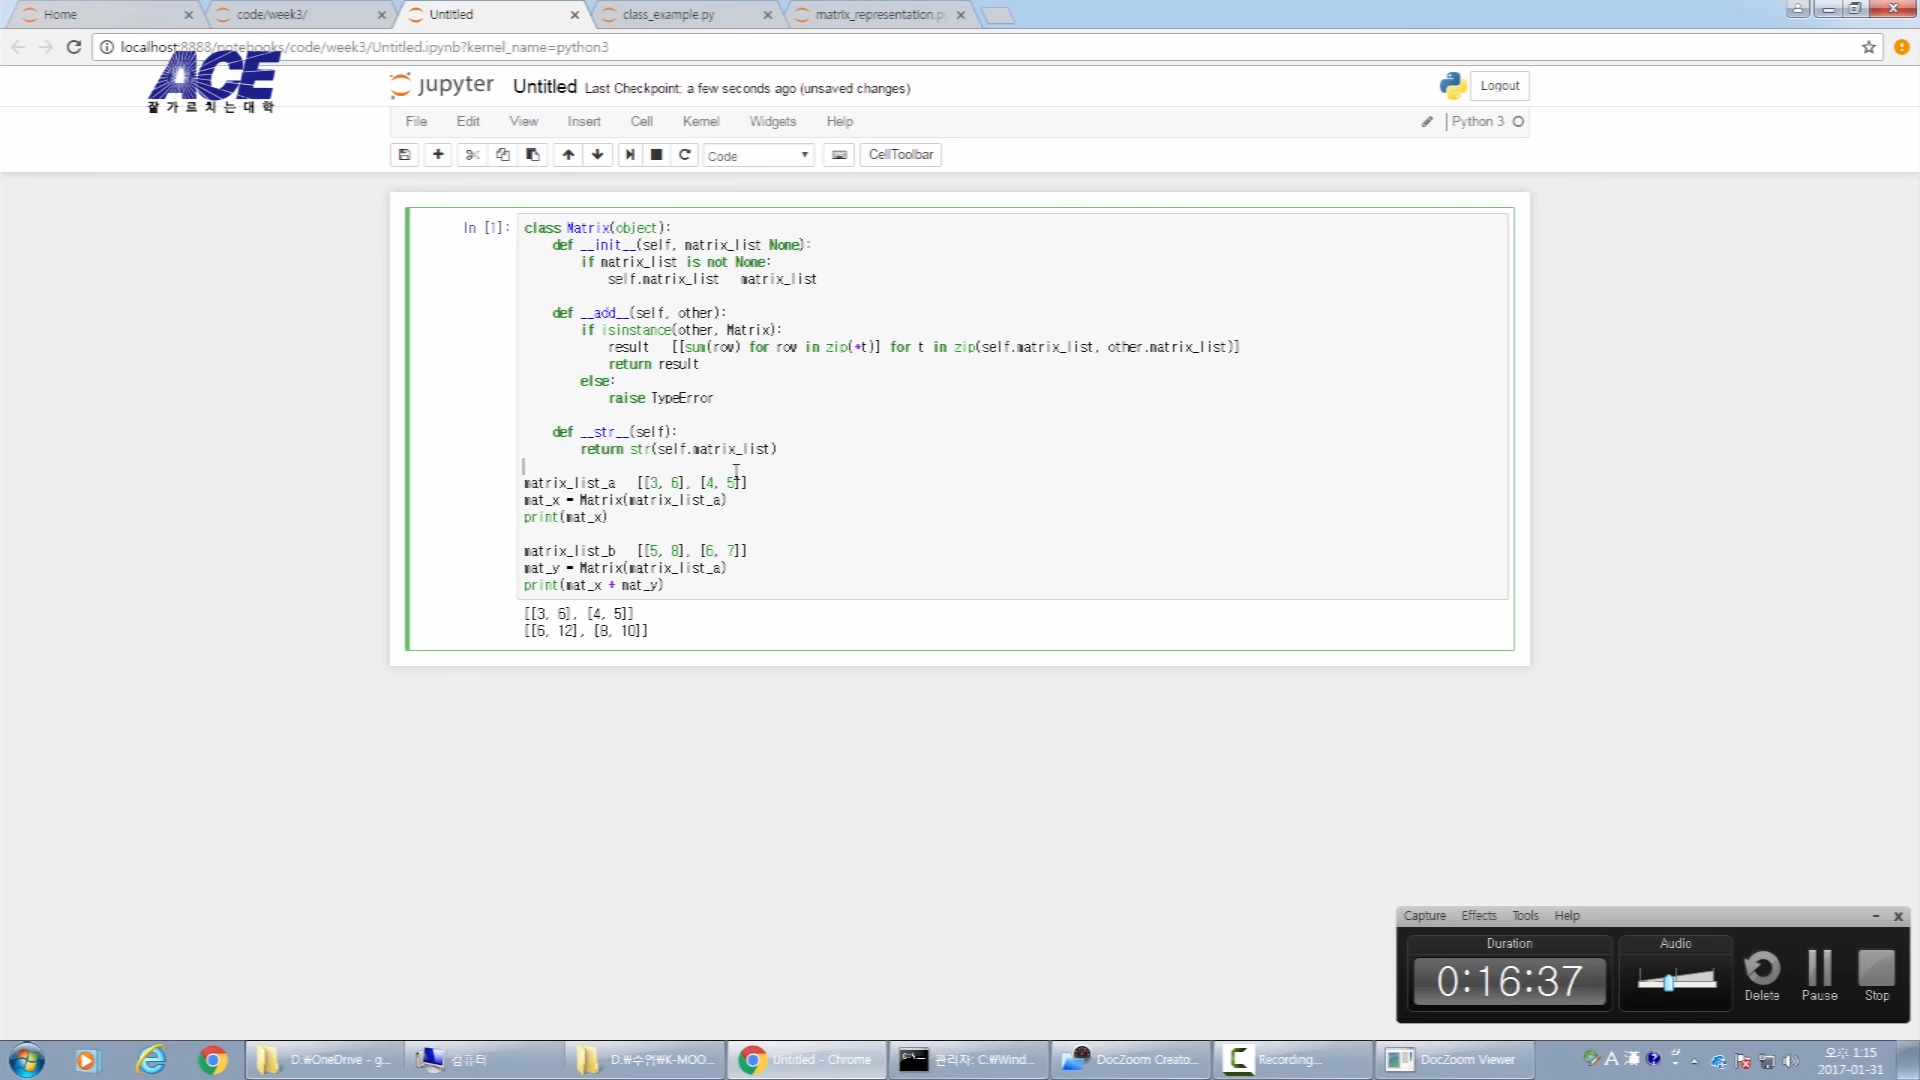 Home
code/week3/
Untitled
class_example.py
matrix_representation.py
localhost:8888/notebooks/code/week3/Untitled.ipynb?kernel_name=python3
ACE
잘가르치는대학
jupyter Untitled Last Checkpoint: a few seconds ago (unsaved changes)
Logout
File Edit View Insert Cell Kernel Widgets Help
Python 3
Code
CellToolbar
In [1]:
class Matrix(object):
    def __init__(self, matrix_list None):
        if matrix_list is not None:
            self.matrix_list   matrix_list
    def __add__(self, other):
        if isinstance(other, Matrix):
            result   [[sum(row) for row in zip(*t)] for t in zip(self.matrix_list, other.matrix_list)]
            return result
        else:
            raise TypeError
    def __str__(self):
        return str(self.matrix_list)
matrix_list_a   [[3, 6], [4, 5]]
mat_x = Matrix(matrix_list_a)
print(mat_x)
matrix_list_b   [[5, 8], [6, 7]]
mat_y = Matrix(matrix_list_a)
print(mat_x + mat_y)
[[3, 6], [4, 5]]
[[6, 12], [8, 10]]
Capture Effects Tools Help
Duration
Audio
0:16:37
Delete Pause Stop
D:₩OneDrive - g...
컴퓨터
D:₩수업₩K-MOO...
Untitled - Chrome
관리자: C:₩Wind...
DocZoom Creato...
Recording...
DocZoom Viewer
A 漢
오후 1:15
2017-01-31